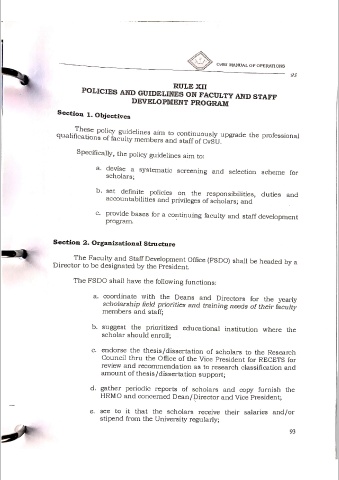 CvSU MANUAL OF OPERATIONS
RULE XII
POLICIES AND GUIDELINES ON FACULTY AND STAFF
DEVELOPMENT PROGRAM
Section 1. Objectives
These policy guidelines aim to continuously upgrade the professional
qualifications of faculty members and staff of CvSU.
Specifically, the policy guidelines aim to:
a. devise a systematic screening and selection scheme for
scholars;
b. set definite policies on the responsibilities, duties and
accountabilities and privileges of scholars; and
c. provide bases for a continuing faculty and staff development
program.
Section 2. Organizational Structure
The Faculty and Staff Development Office (FSDO) shall be headed by a
Director to be designated by the President.
The FSDO shall have the following functions:
a. coordinate with the Deans and Directors for the yearly
scholarship field priorities and training needs of their faculty
members and staff;
b. suggest the prioritized educational institution where the
scholar should enroll;
c. endorse the thesis/dissertation of scholars to the Research
Council thru the Office of the Vice President for RECETS for
review and recommendation as to research classification and
amount of thesis/dissertation support;
d. gather periodic reports of scholars and copy furnish the
HRMO and concerned Dean/Director and Vice President;
e. see to it that the scholars receive their salaries and/or
stipend from the University regularly;
93